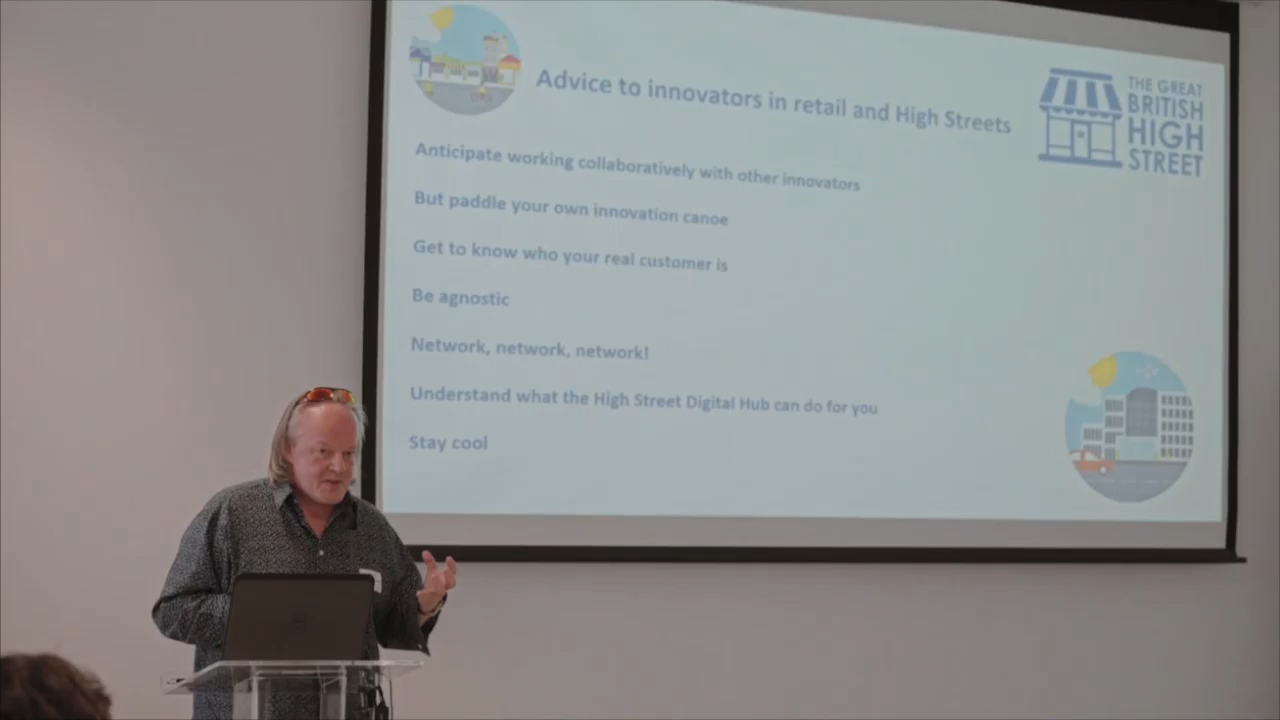 Advice to innovators in retail and High Streets
THE GREAT
BRITISH
HIGH
STREET
Anticipate working collaboratively with other innovators
But paddle your own innovation canoe
Get to know who your real customer is
Be agnostic
Network, network, network!
Understand what the High Street Digital Hub can do for you
Stay cool